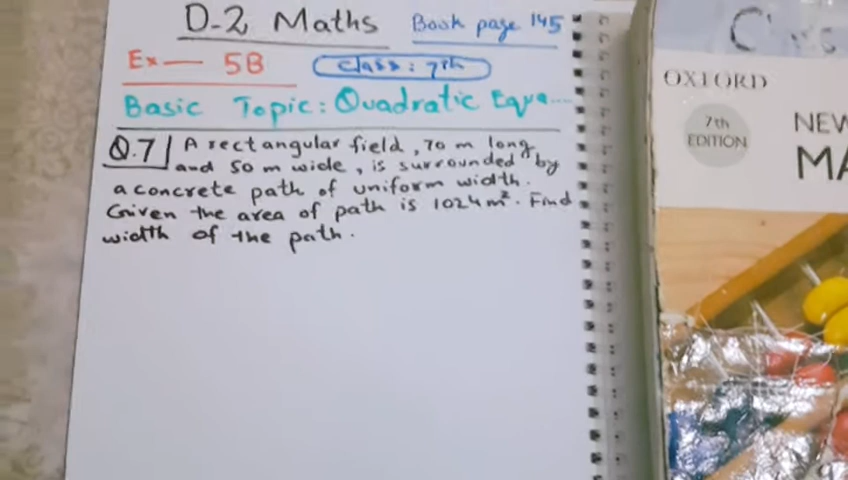 D-2 Maths Book page 145
Ex — 5B class: 7th
Basic Topic: Quadratic Equa....
Q.7 A rectangular field, 70 m long,
and 50 m wide, is surrounded by
a concrete path of uniform width.
Given the area of path is 1024 m². Find
width of the path.
OXFORD
7th
EDITION
NEW